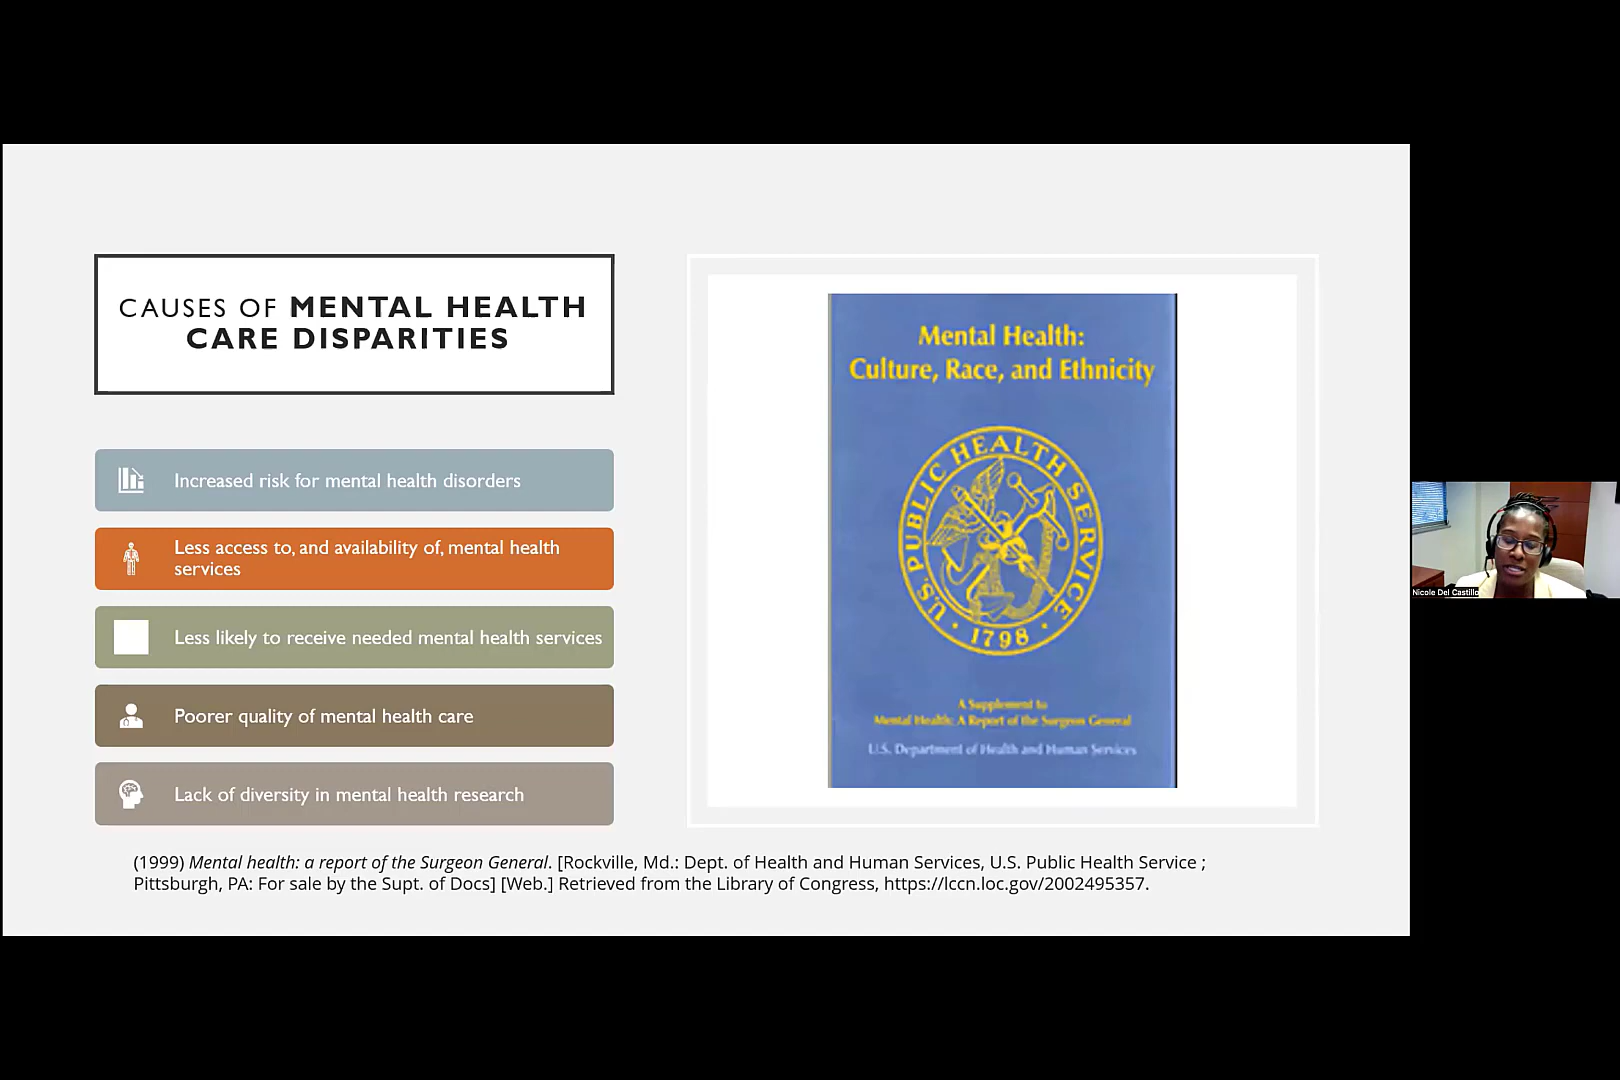 CAUSES OF MENTAL HEALTH
CARE DISPARITIES
Increased risk for mental health disorders
Less access to, and availability of, mental health
services
Less likely to receive needed mental health services
Poorer quality of mental health care
Lack of diversity in mental health research
Mental Health:
Culture, Race, and Ethnicity
U.S. PUBLIC HEALTH SERVICE
· 1798 ·
A Supplement to
Mental Health: A Report of the Surgeon General
U.S. Department of Health and Human Services
(1999) Mental health: a report of the Surgeon General. [Rockville, Md.: Dept. of Health and Human Services, U.S. Public Health Service ;
Pittsburgh, PA: For sale by the Supt. of Docs] [Web.] Retrieved from the Library of Congress, https://lccn.loc.gov/2002495357.
Nicole Del Castillo